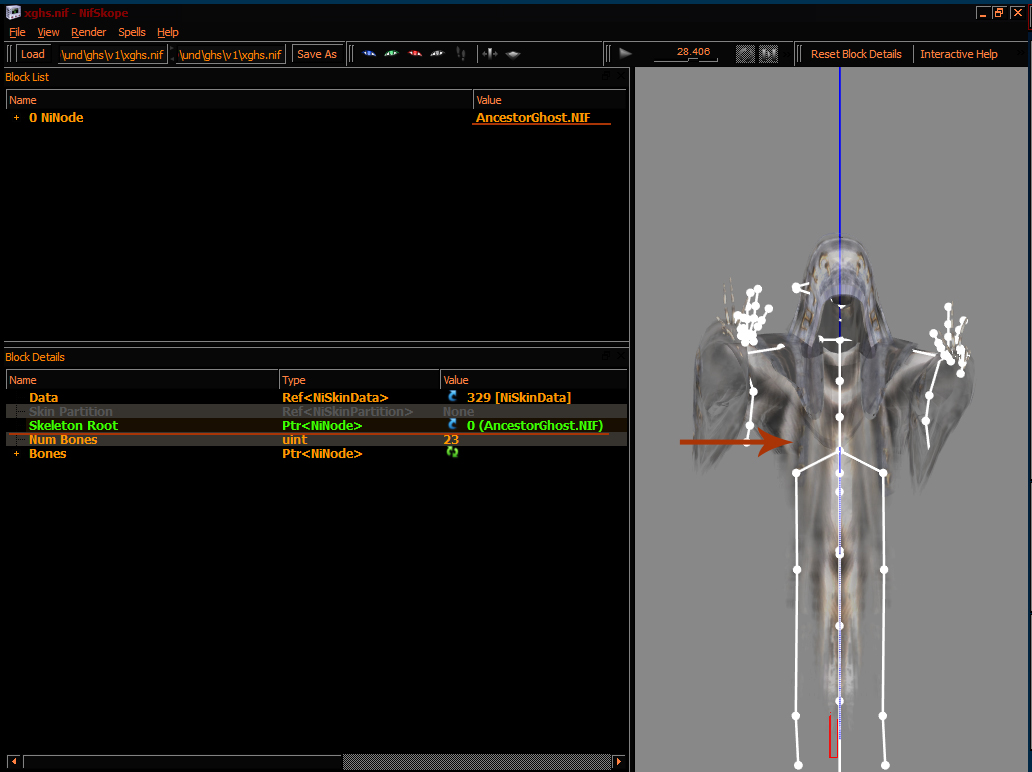 xghs.nif - NifSkope
File View Render Spells Help
Load \und\ghs\v1\xghs.nif \und\ghs\v1\xghs.nif Save As 28.406 Reset Block Details Interactive Help
Block List
Name Value
0 NiNode AncestorGhost.NIF
Block Details
Name Type Value
Data Ref<NiSkinData> 329 [NiSkinData]
Skin Partition Ref<NiSkinPartition> None
Skeleton Root Ptr<NiNode> 0 (AncestorGhost.NIF)
Num Bones uint 23
Bones Ptr<NiNode>